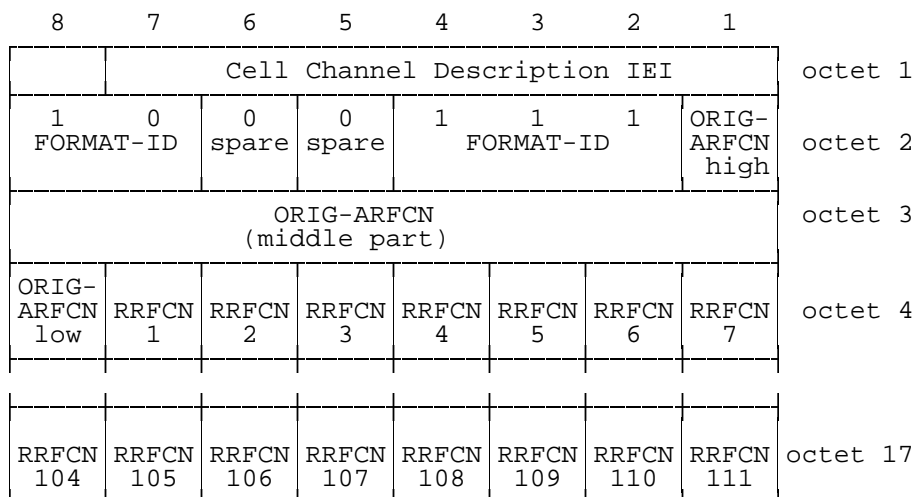 8 7 6 5 4 3 2 1
Cell Channel Description IEI octet 1
1 0 0 0 1 1 1 ORIG-
FORMAT-ID spare spare FORMAT-ID ARFCN octet 2
high
ORIG-ARFCN octet 3
(middle part)
ORIG-
ARFCN RRFCN RRFCN RRFCN RRFCN RRFCN RRFCN RRFCN octet 4
low 1 2 3 4 5 6 7
RRFCN RRFCN RRFCN RRFCN RRFCN RRFCN RRFCN RRFCN octet 17
104 105 106 107 108 109 110 111